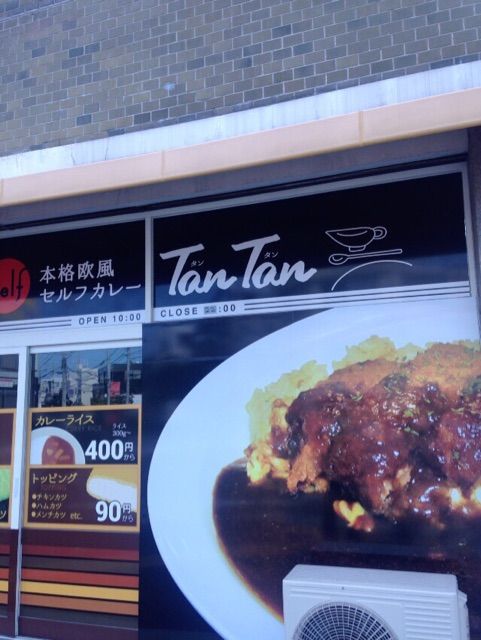 elf
本格欧風
セルフカレー
TanTan
タン タン
OPEN 10:00
CLOSE :00
カレーライス
ライス
300g〜
400円から
トッピング
●チキンカツ
●ハムカツ
●メンチカツ etc.
90円から